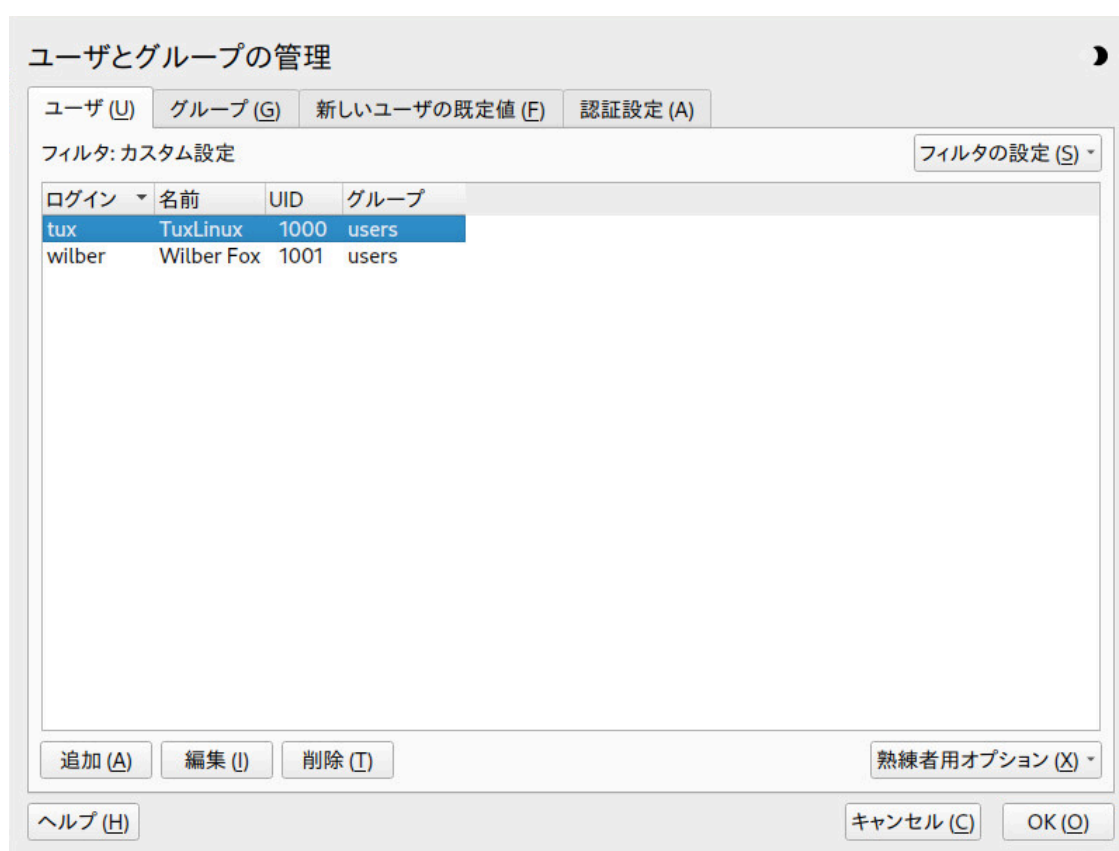 ユーザとグループの管理
ユーザ (U) グループ (G) 新しいユーザの既定値 (F) 認証設定 (A)
フィルタ: カスタム設定 フィルタの設定 (S)
ログイン 名前 UID グループ
tux TuxLinux 1000 users
wilber Wilber Fox 1001 users
追加 (A) 編集 (I) 削除 (T) 熟練者用オプション (X)
ヘルプ (H) キャンセル (C) OK (O)